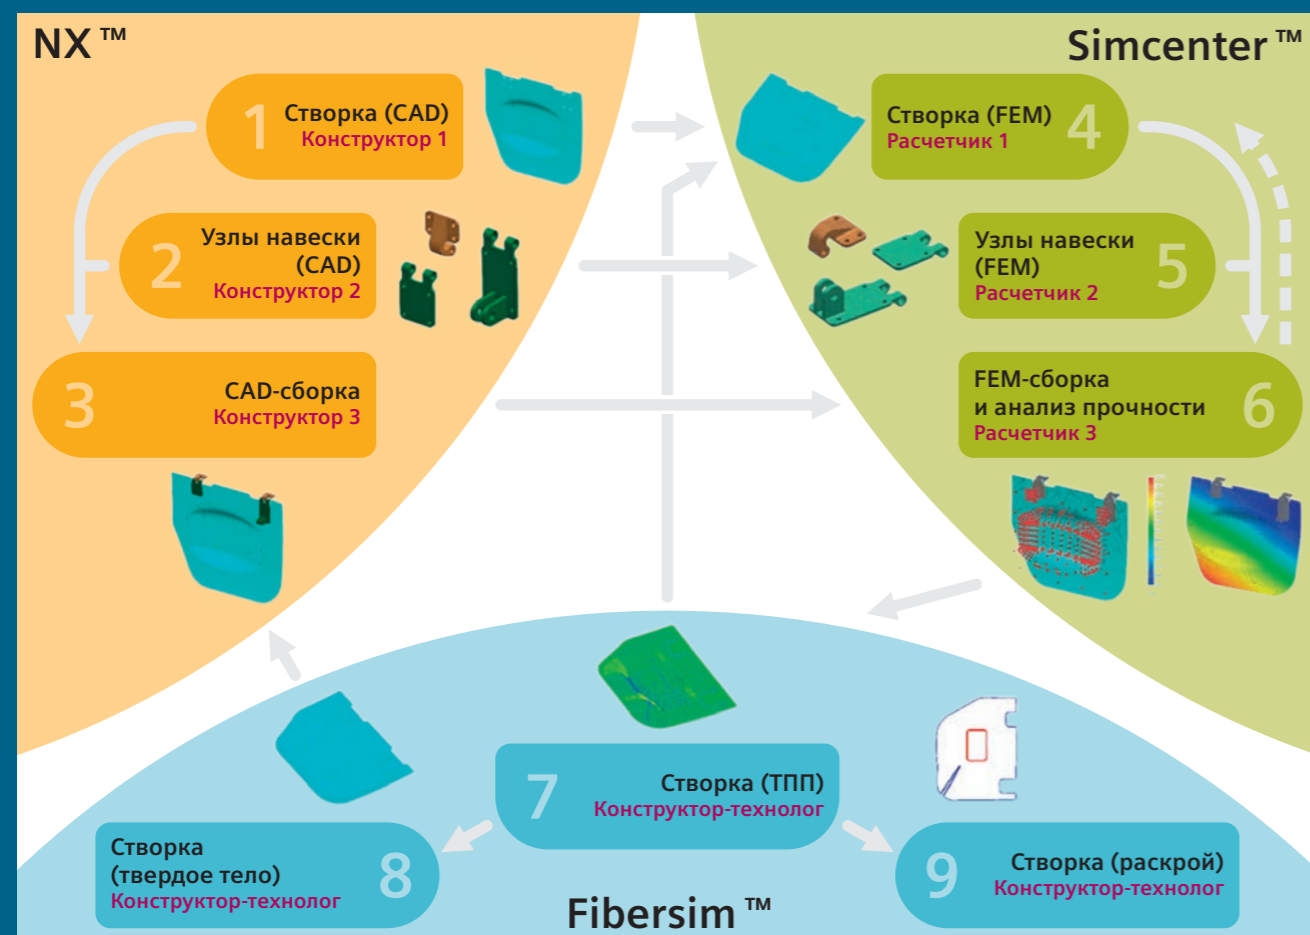 NX™
Simcenter™
1
Створка (CAD)
Конструктор 1
2
Узлы навески
(CAD)
Конструктор 2
3
CAD-сборка
Конструктор 3
Створка (FEM)
Расчетчик 1
4
Узлы навески
(FEM)
Расчетчик 2
5
FEM-сборка
и анализ прочности
Расчетчик 3
6
7
Створка (ТПП)
Конструктор-технолог
Створка
(твердое тело)
Конструктор-технолог
8
9
Створка (раскрой)
Конструктор-технолог
Fibersim™